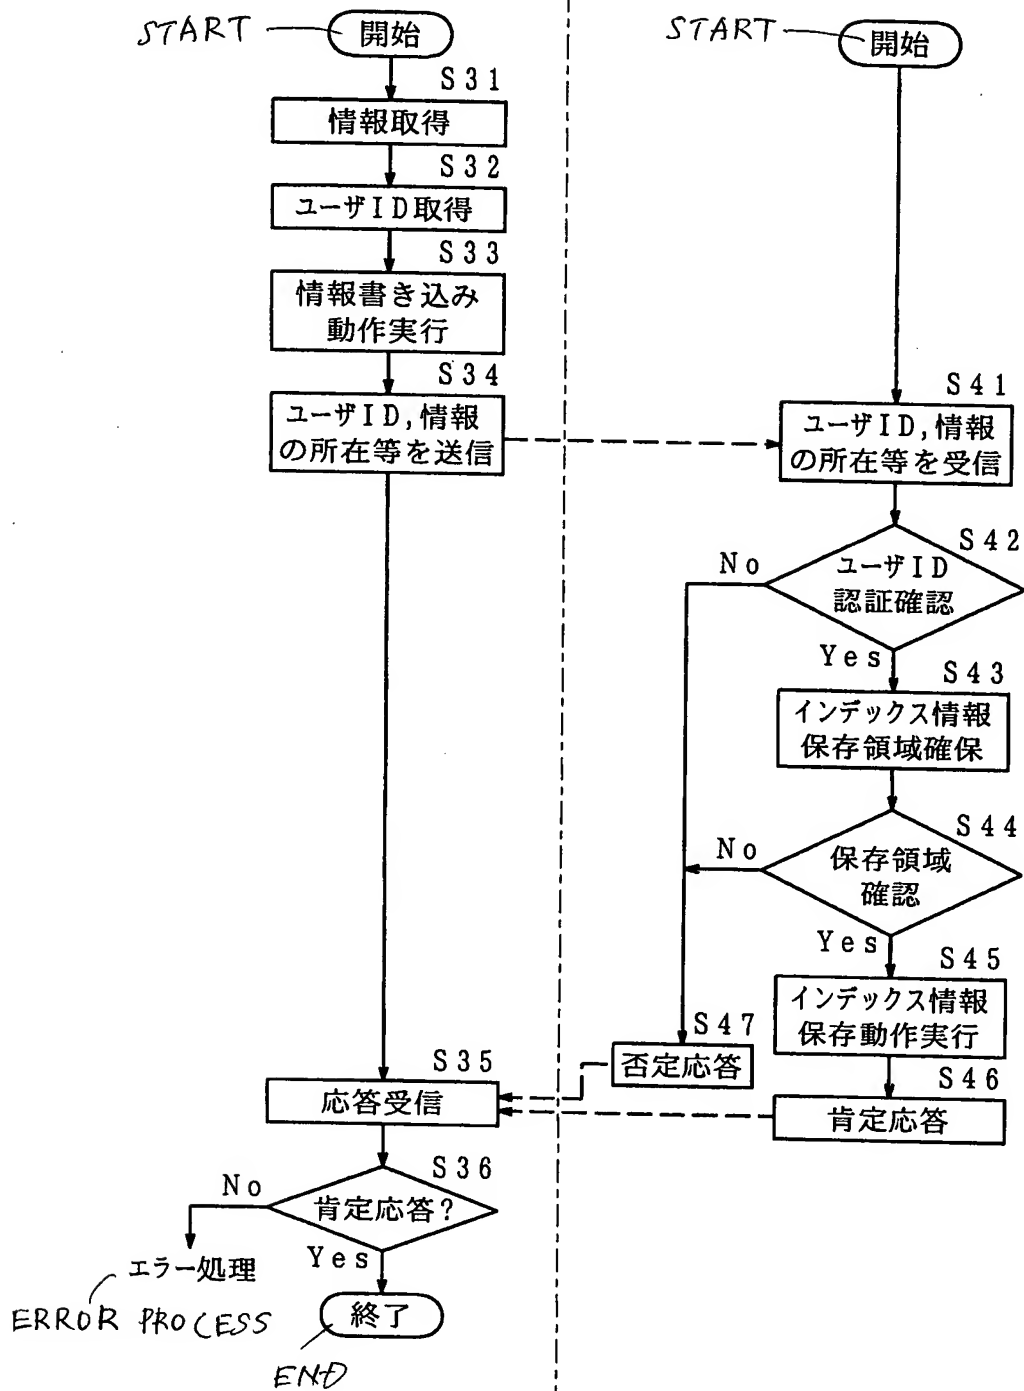 START
開始
S31
情報取得
S32
ユーザID取得
S33
情報書き込み
動作実行
S34
ユーザID,情報
の所在等を送信
S35
応答受信
S36
肯定応答?
No
Yes
エラー処理
ERROR PROCESS
終了
END
START
開始
S41
ユーザID,情報
の所在等を受信
S42
ユーザID
認証確認
No
Yes
S43
インデックス情報
保存領域確保
S44
保存領域
確認
No
Yes
S45
インデックス情報
保存動作実行
S47
否定応答
S46
肯定応答